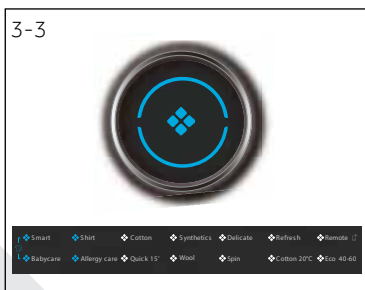 3-3
Smart Shirt Cotton Synthetics Delicate Refresh Remote
Babycare Allergy care Quick 15' Wool Spin Cotton 20°C Eco 40-60